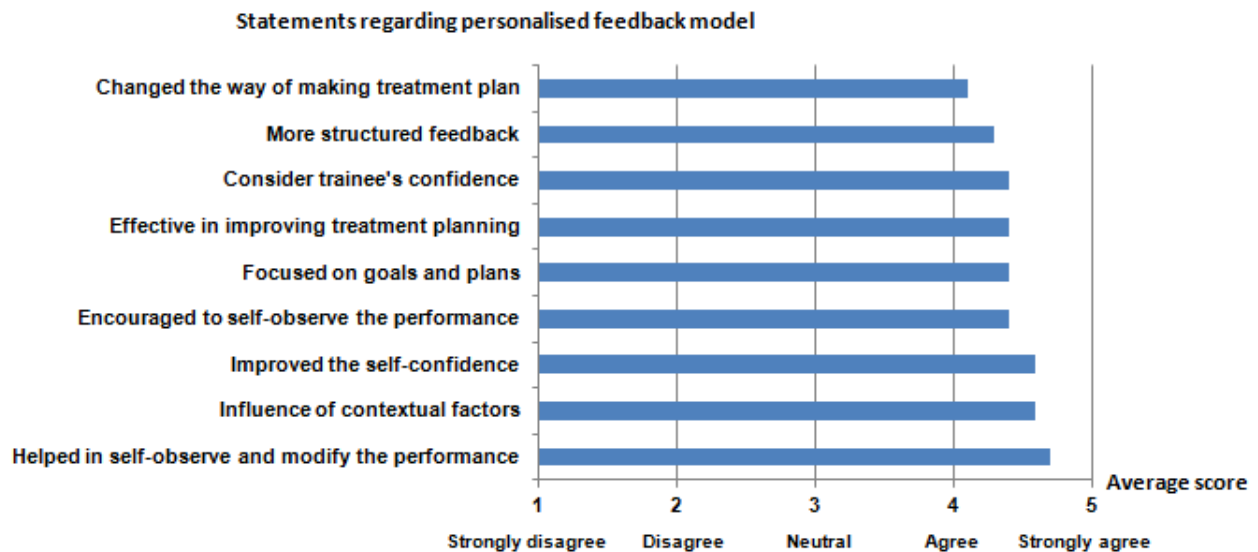 Statements regarding personalised feedback model
Changed the way of making treatment plan
More structured feedback
Consider trainee's confidence
Effective in improving treatment planning
Focused on goals and plans
Encouraged to self-observe the performance
Improved the self-confidence
Influence of contextual factors
Helped in self-observe and modify the performance
Average score
1 2 3 4 5
Strongly disagree Disagree Neutral Agree Strongly agree